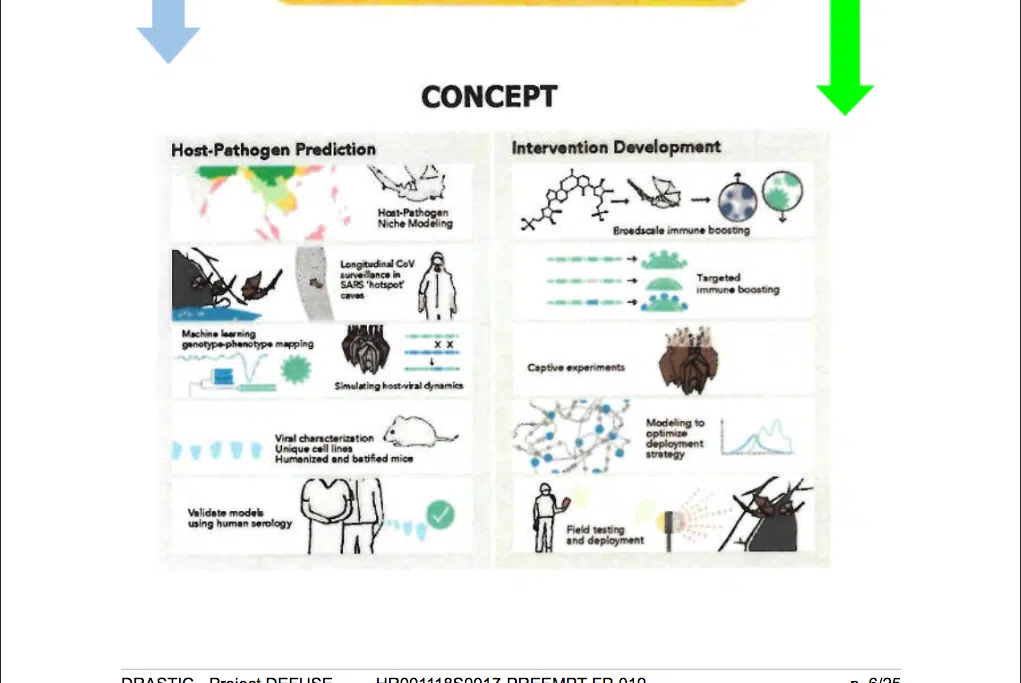 CONCEPT
Host-Pathogen Prediction
Host-Pathogen
Niche Modeling
Longitudinal CoV
surveillance in
SARS 'hotspot'
caves
Machine learning
genotype-phenotype mapping
X X
Simulating host-viral dynamics
Viral characterization
Unique cell lines
Humanized and batified mice
Validate models
using human serology
Intervention Development
Broadscale immune boosting
Targeted
immune boosting
Captive experiments
Modeling to
optimize
deployment
strategy
Field testing
and deployment
DRASTIC - Project DEFUSE HR001118S0017-PREEMPT-FP-019 p. 6/25